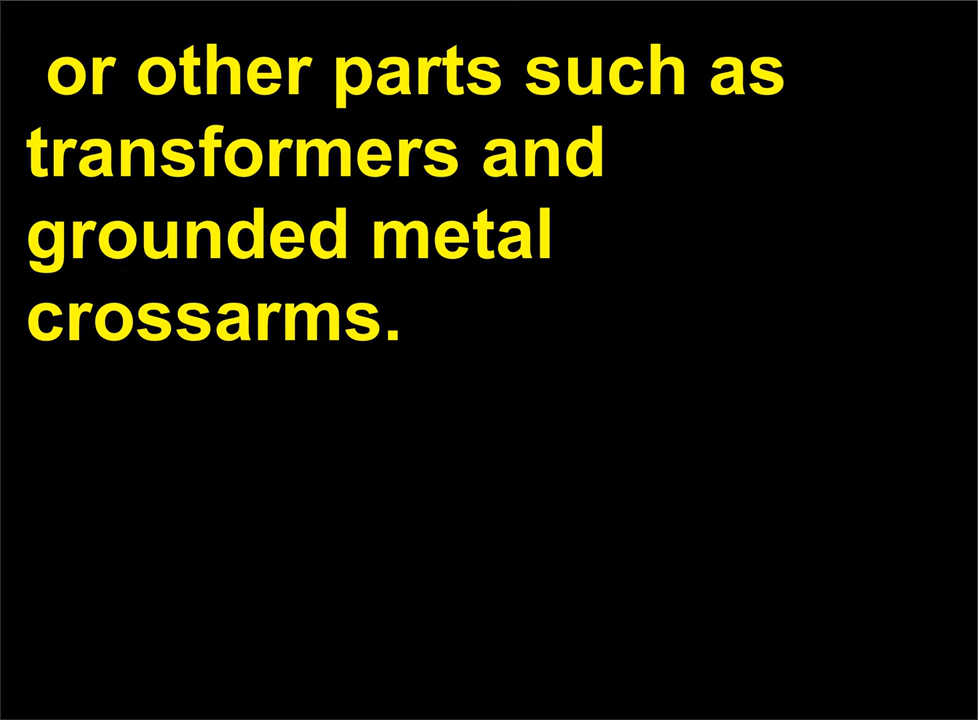 or other parts such as
transformers and
grounded metal
crossarms.